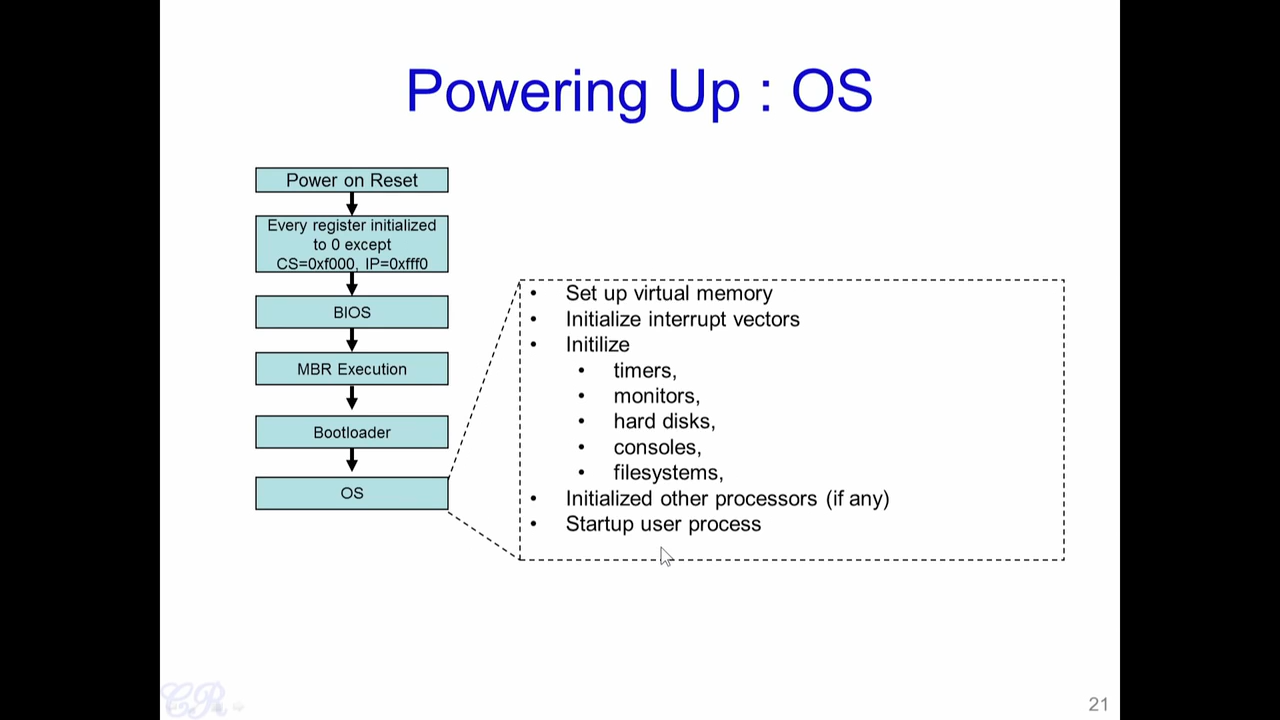 Powering Up : OS
Power on Reset
Every register initialized
to 0 except
CS=0xf000, IP=0xfff0
BIOS
MBR Execution
Bootloader
OS
• Set up virtual memory
• Initialize interrupt vectors
• Initilize
• timers,
• monitors,
• hard disks,
• consoles,
• filesystems,
• Initialized other processors (if any)
• Startup user process
CR
21